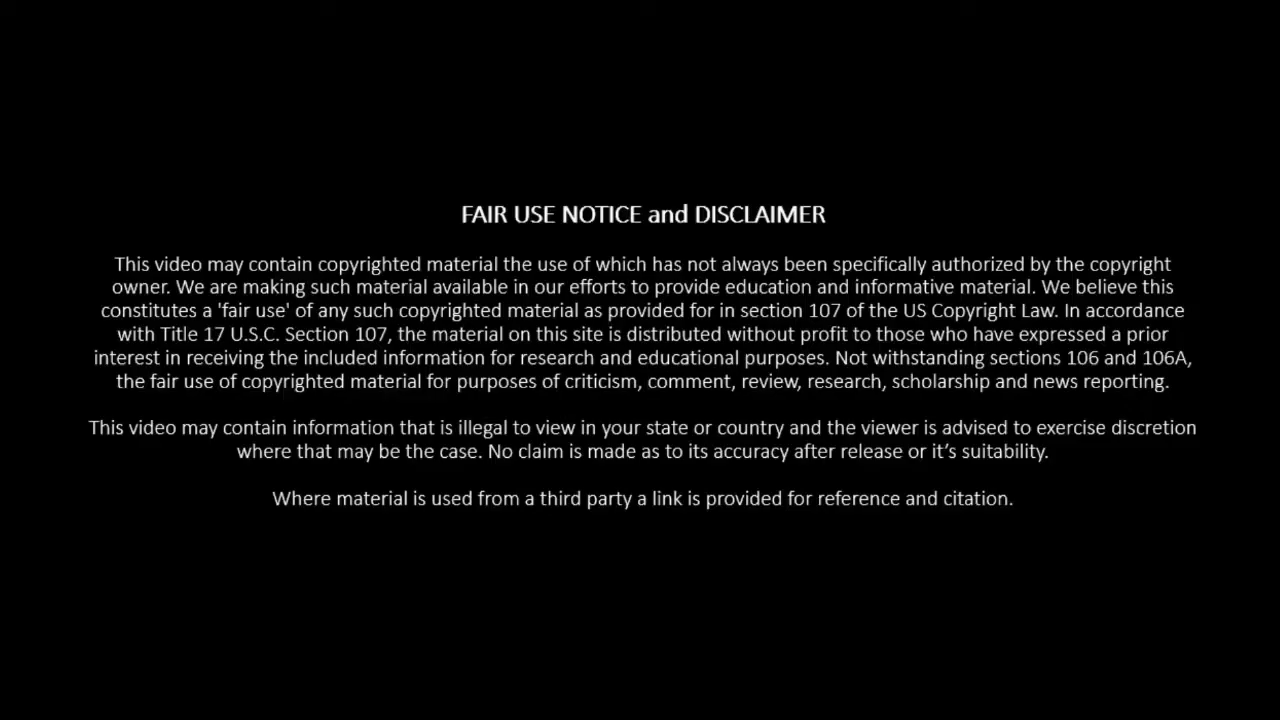 FAIR USE NOTICE and DISCLAIMER
This video may contain copyrighted material the use of which has not always been specifically authorized by the copyright
owner. We are making such material available in our efforts to provide education and informative material. We believe this
constitutes a 'fair use' of any such copyrighted material as provided for in section 107 of the US Copyright Law. In accordance
with Title 17 U.S.C. Section 107, the material on this site is distributed without profit to those who have expressed a prior
interest in receiving the included information for research and educational purposes. Not withstanding sections 106 and 106A,
the fair use of copyrighted material for purposes of criticism, comment, review, research, scholarship and news reporting.
This video may contain information that is illegal to view in your state or country and the viewer is advised to exercise discretion
where that may be the case. No claim is made as to its accuracy after release or it’s suitability.
Where material is used from a third party a link is provided for reference and citation.